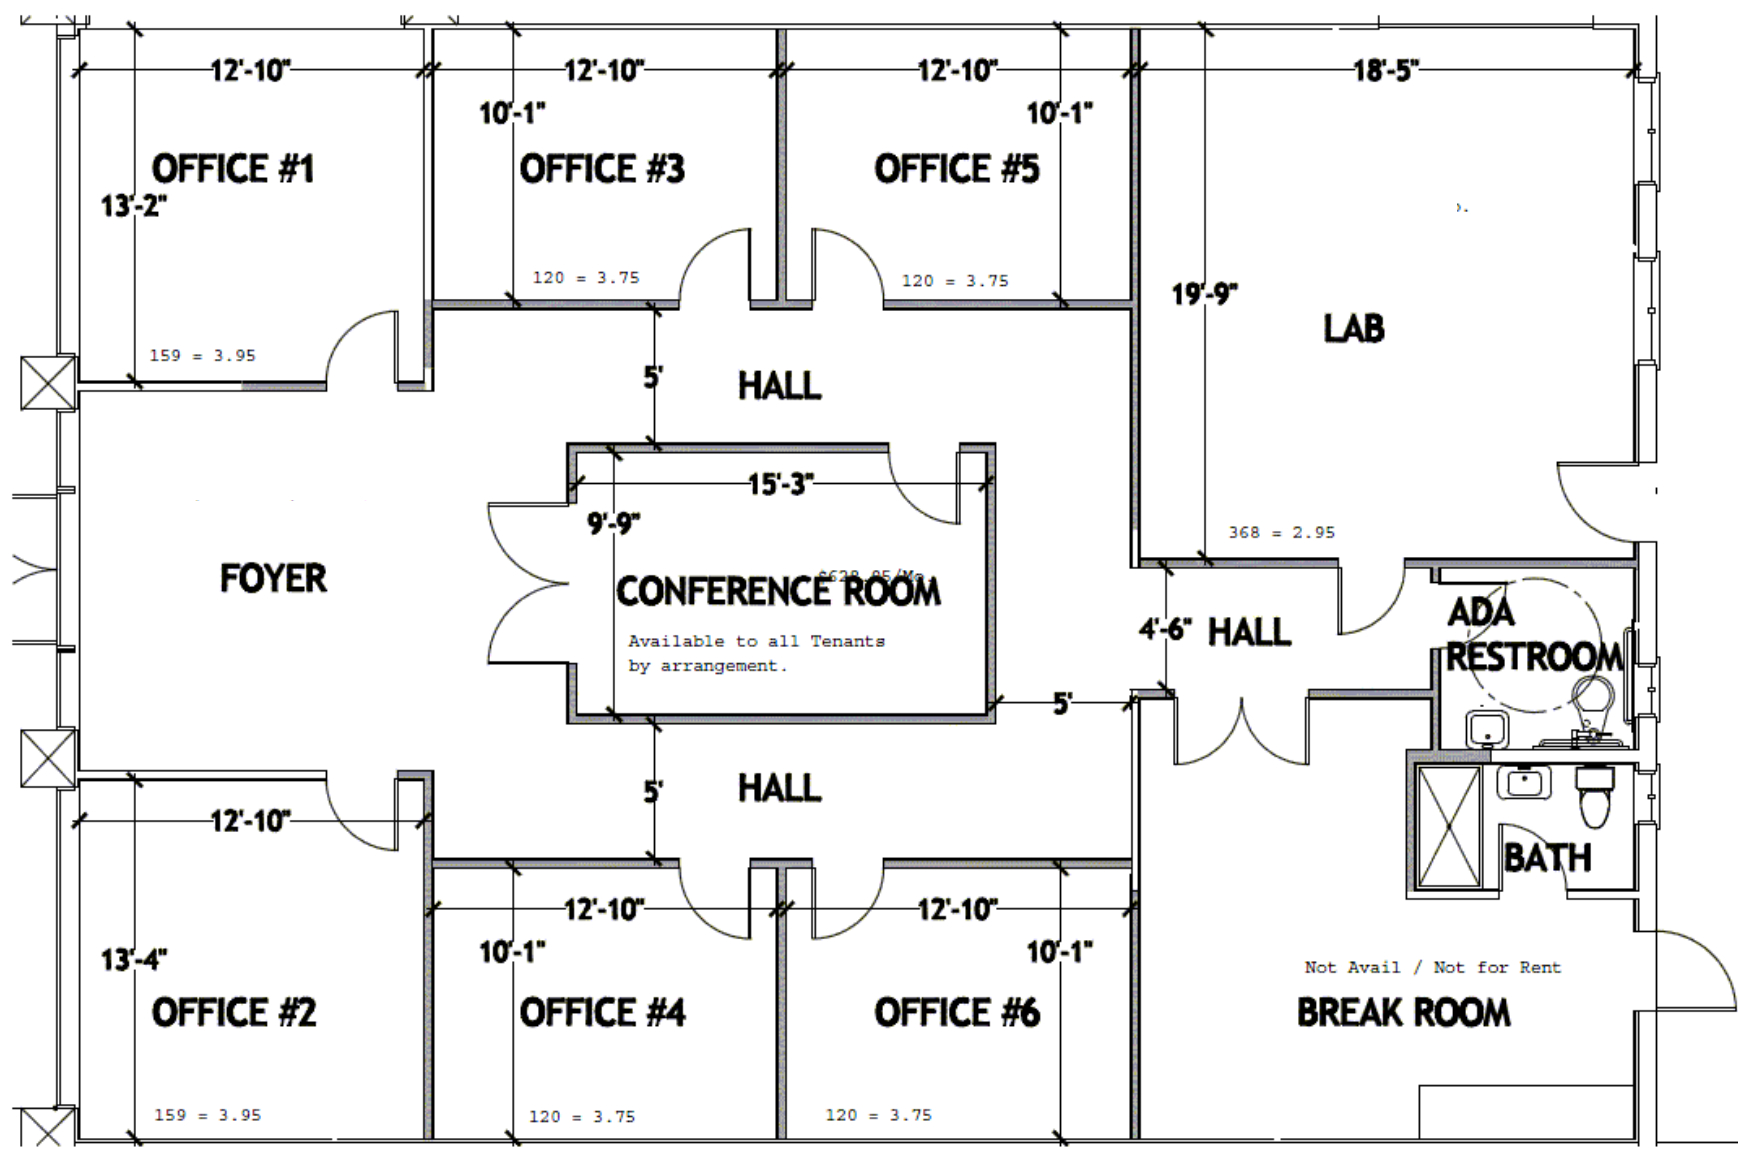 12'-10"
12'-10"
12'-10"
18'-5"
10'-1"
10'-1"
OFFICE #1
OFFICE #3
OFFICE #5
13'-2"
120 = 3.75
120 = 3.75
19'-9"
LAB
159 = 3.95
5'
HALL
15'-3"
9'-9"
368 = 2.95
FOYER
CONFERENCE ROOM
Available to all Tenants
by arrangement.
4'-6"
HALL
ADA
RESTROOM
5'
5'
HALL
12'-10"
BATH
12'-10"
12'-10"
13'-4"
10'-1"
10'-1"
Not Avail / Not for Rent
OFFICE #2
OFFICE #4
OFFICE #6
BREAK ROOM
159 = 3.95
120 = 3.75
120 = 3.75